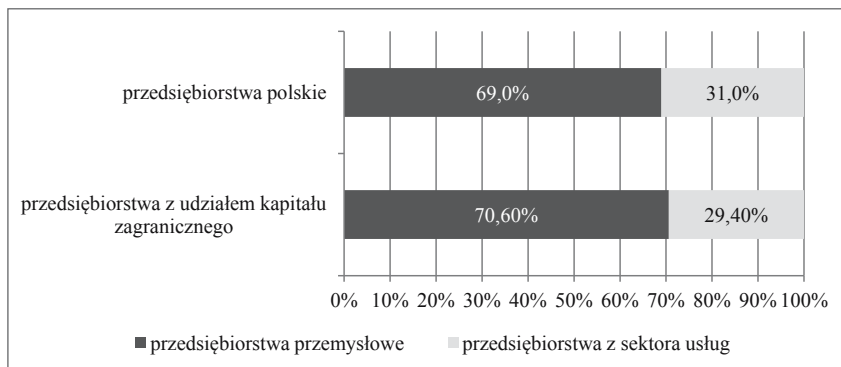 przedsiębiorstwa polskie
69,0%
31,0%
przedsiębiorstwa z udziałem kapitału
zagranicznego
70,60%
29,40%
0% 10% 20% 30% 40% 50% 60% 70% 80% 90% 100%
przedsiębiorstwa przemysłowe
przedsiębiorstwa z sektora usług